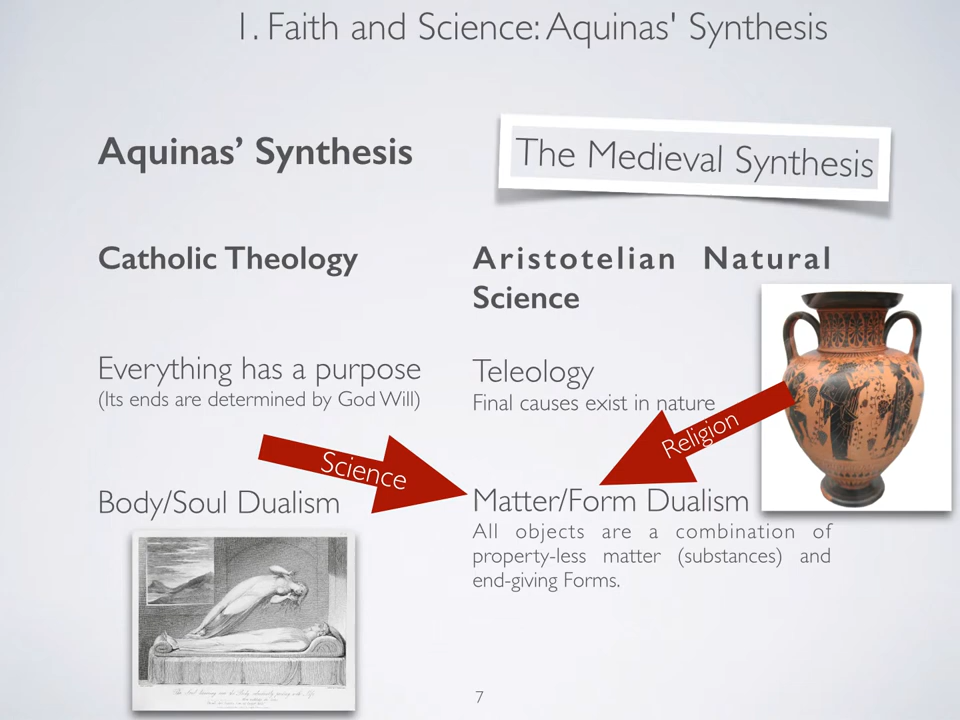 1. Faith and Science: Aquinas' Synthesis
Aquinas’ Synthesis
The Medieval Synthesis
Catholic Theology
Aristotelian Natural
Science
Everything has a purpose
(Its ends are determined by God Will)
Teleology
Final causes exist in nature
Religion
Science
Body/Soul Dualism
Matter/Form Dualism
All objects are a combination of
property-less matter (substances) and
end-giving Forms.
7